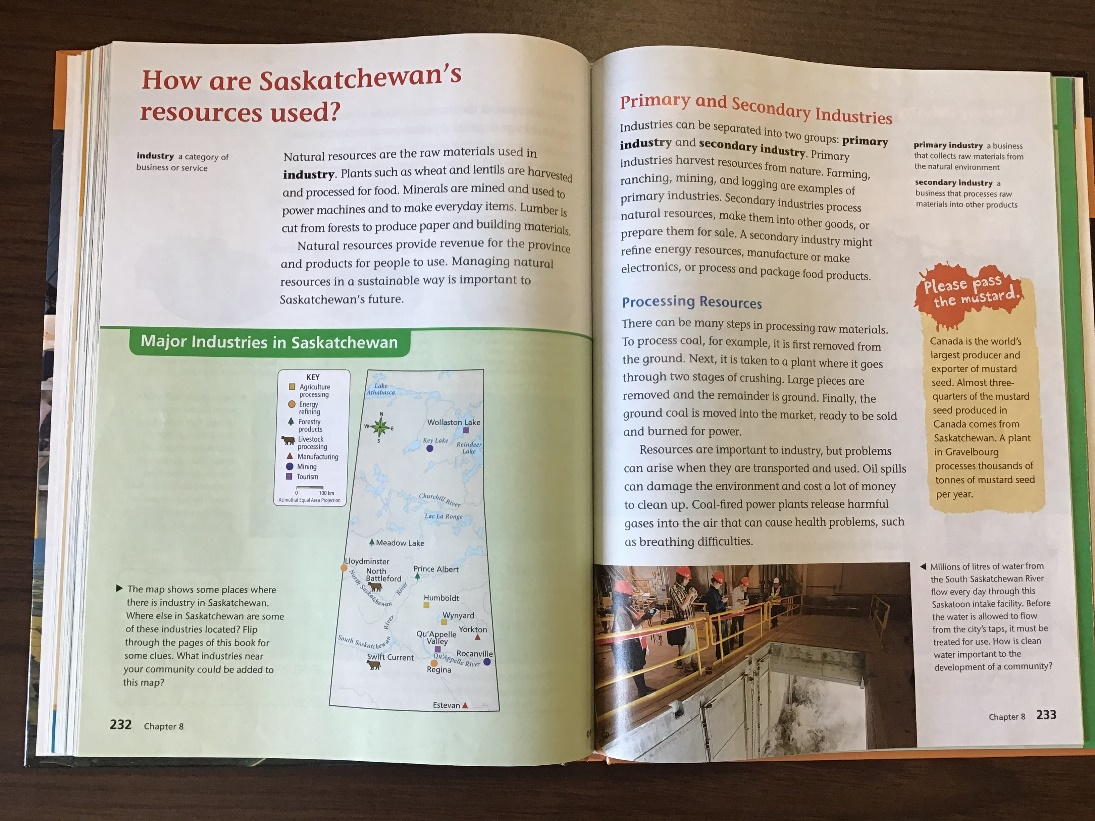 How are Saskatchewan's
resources used?
industry a category of
business or service
Natural resources are the raw materials used in
industry. Plants such as wheat and lentils are harvested
and processed for food. Minerals are mined and used to
power machines and to make everyday items. Lumber is
cut from forests to produce paper and building materials.
Natural resources provide revenue for the province
and products for people to use. Managing natural
resources in a sustainable way is important to
Saskatchewan's future.
Major Industries in Saskatchewan
KEY
Agriculture
processing
Energy
refining
Forestry
products
Livestock
processing
Manufacturing
Mining
Tourism
0 100 km
Azimuthal Equal Area Projection
Lake
Athabasca
N
W E
S
Wollaston Lake
Key Lake
Reindeer
Lake
Churchill River
Lac La Ronge
Meadow Lake
Lloydminster
North
Battleford
Prince Albert
North Saskatchewan River
Humboldt
Wynyard
Yorkton
Qu'Appelle
Valley
South Saskatchewan River
Swift Current
Qu'Appelle River
Rocanville
Regina
Estevan
The map shows some places where
there is industry in Saskatchewan.
Where else in Saskatchewan are some
of these industries located? Flip
through the pages of this book for
some clues. What industries near
your community could be added to
this map?
232 Chapter 8
Primary and Secondary Industries
Industries can be separated into two groups: primary
industry and secondary industry. Primary
industries harvest resources from nature. Farming,
ranching, mining, and logging are examples of
primary industries. Secondary industries process
natural resources, make them into other goods, or
prepare them for sale. A secondary industry might
refine energy resources, manufacture or make
electronics, or process and package food products.
primary industry a business
that collects raw materials from
the natural environment
secondary industry a
business that processes raw
materials into other products
Processing Resources
There can be many steps in processing raw materials.
To process coal, for example, it is first removed from
the ground. Next, it is taken to a plant where it goes
through two stages of crushing. Large pieces are
removed and the remainder is ground. Finally, the
ground coal is moved into the market, ready to be sold
and burned for power.
Resources are important to industry, but problems
can arise when they are transported and used. Oil spills
can damage the environment and cost a lot of money
to clean up. Coal-fired power plants release harmful
gases into the air that can cause health problems, such
as breathing difficulties.
Please pass
the mustard.
Canada is the world's
largest producer and
exporter of mustard
seed. Almost three-
quarters of the mustard
seed produced in
Canada comes from
Saskatchewan. A plant
in Gravelbourg
processes thousands of
tonnes of mustard seed
per year.
Millions of litres of water from
the South Saskatchewan River
flow every day through this
Saskatoon intake facility. Before
the water is allowed to flow
from the city's taps, it must be
treated for use. How is clean
water important to the
development of a community?
Chapter 8 233